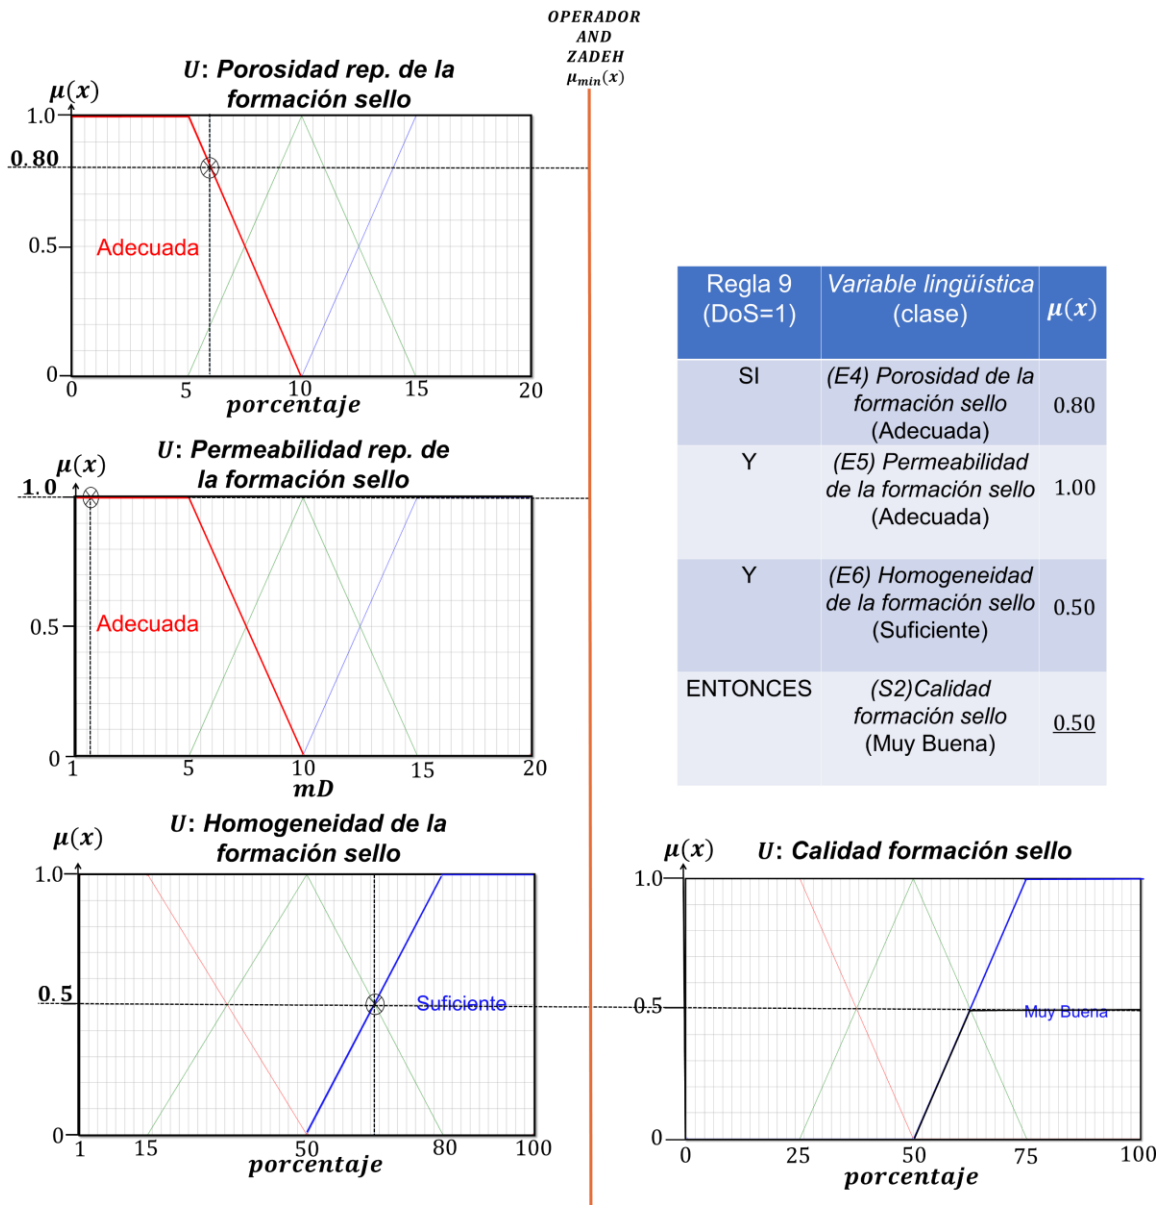 OPERADOR
AND
ZADEH
μmin(x)
U: Porosidad rep. de la
formación sello
μ(x)
1.0
0.80
0.5
0
Adecuada
0 5 10 15 20
porcentaje
U: Permeabilidad rep. de
la formación sello
μ(x)
1.0
0.5
0
Adecuada
1 5 10 15 20
mD
U: Homogeneidad de la
formación sello
μ(x)
1.0
0.5
0
Suficiente
1 15 50 80 100
porcentaje
Regla 9 Variable lingüística μ(x)
(DoS=1) (clase)
SI (E4) Porosidad de la
formación sello 0.80
(Adecuada)
Y (E5) Permeabilidad
de la formación sello 1.00
(Adecuada)
Y (E6) Homogeneidad
de la formación sello 0.50
(Suficiente)
ENTONCES (S2)Calidad
formación sello 0.50
(Muy Buena)
U: Calidad formación sello
μ(x)
1.0
0.5
0
Muy Buena
0 25 50 75 100
porcentaje